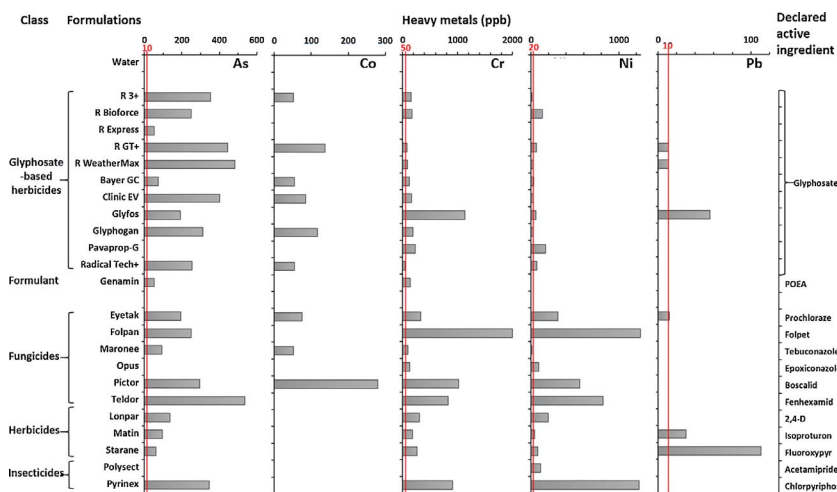 Class Formulations Heavy metals (ppb) Declared active ingredient
10 200 400 600
0 100 200 300
0 50 1000 2000
0 20 1000
0 10 100
Water As Co Cr Ni Pb
R 3+
R Bioforce
R Express
R GT+
R WeatherMax
Glyphosate -based herbicides
Bayer GC
Clinic EV
Glyphosate
Glyfos
Glyphogan
Pavaprop-G
Radical Tech+
Formulant Genamin POEA
Eyetak Prochloraze
Folpan Folpet
Fungicides
Maronee Tebuconazole
Opus Epoxiconazol
Pictor Boscalid
Teldor Fenhexamid
Herbicides
Lonpar 2,4-D
Matin Isoproturon
Starane Fluoroxypyr
Insecticides
Polysect Acetamipride
Pyrinex Chlorpyripho